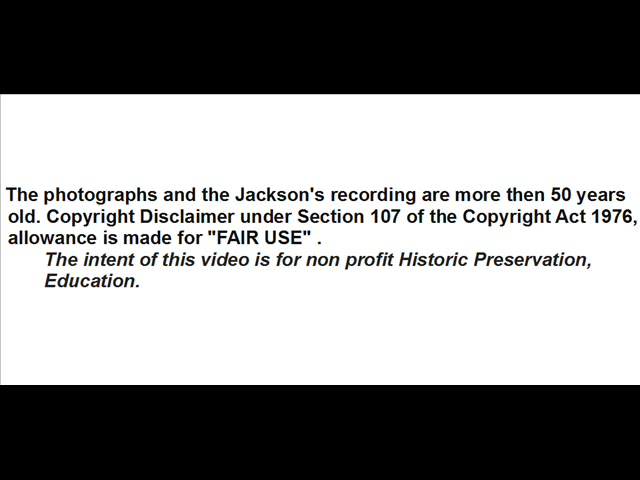 The photographs and the Jackson's recording are more then 50 years
old. Copyright Disclaimer under Section 107 of the Copyright Act 1976,
allowance is made for "FAIR USE" .
The intent of this video is for non profit Historic Preservation,
Education.